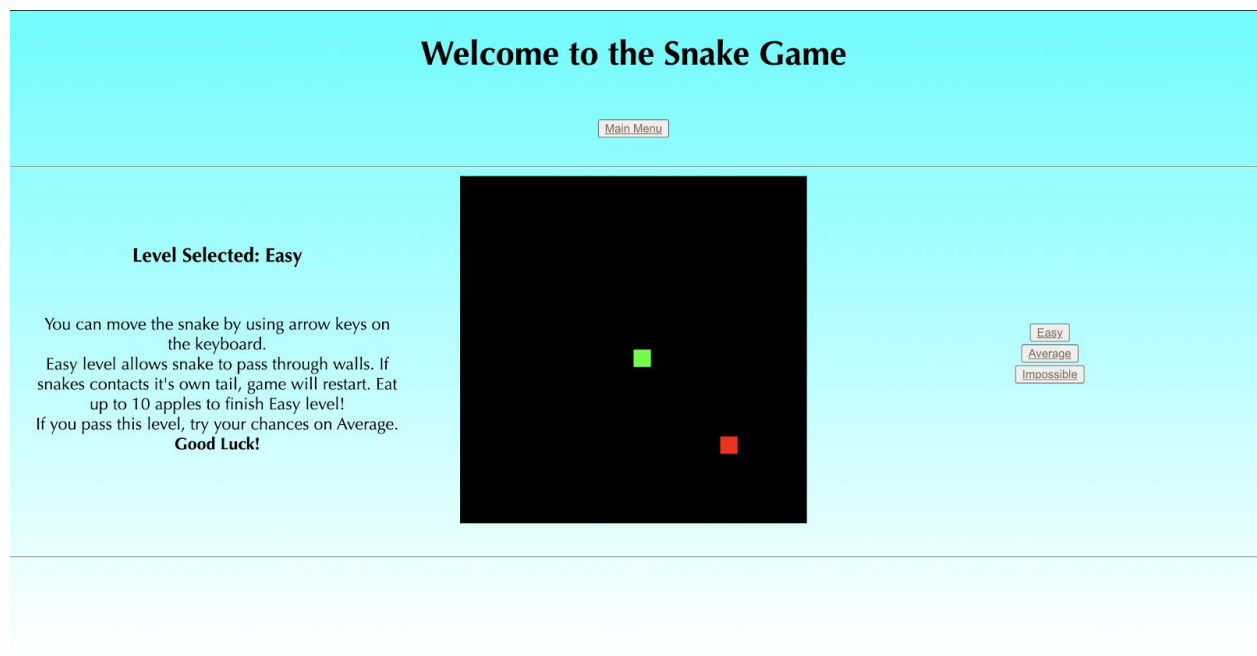 Welcome to the Snake Game
Main Menu
Level Selected: Easy
You can move the snake by using arrow keys on
the keyboard.
Easy level allows snake to pass through walls. If
snakes contacts it's own tail, game will restart. Eat
up to 10 apples to finish Easy level!
If you pass this level, try your chances on Average.
Good Luck!
Easy
Average
Impossible